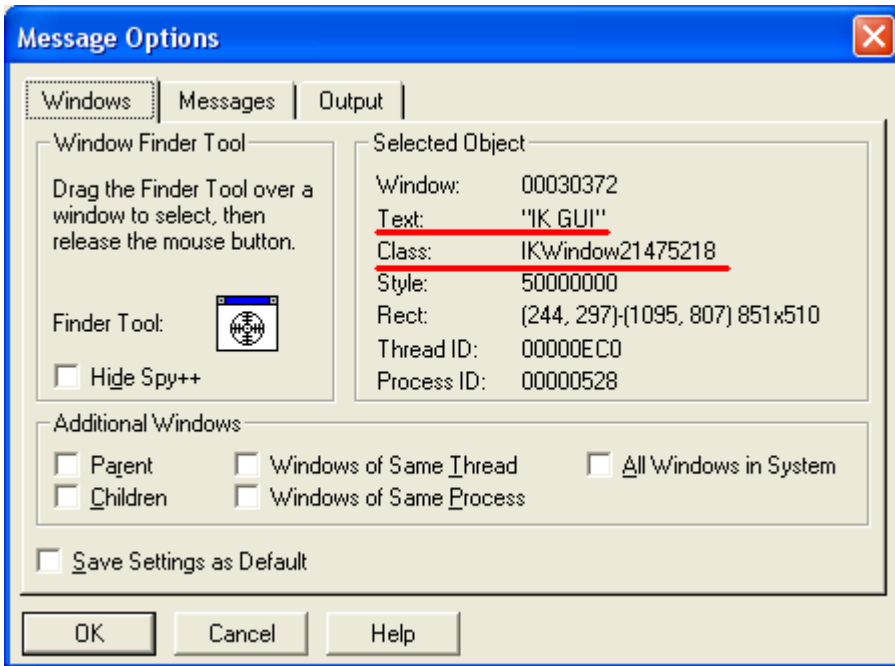 Message Options
Windows Messages Output
Window Finder Tool
Drag the Finder Tool over a
window to select, then
release the mouse button.
Finder Tool:
Hide Spy++
Selected Object
Window: 00030372
Text: "IK GUI"
Class: IKWindow21475218
Style: 50000000
Rect: (244, 297)-(1095, 807) 851x510
Thread ID: 00000EC0
Process ID: 00000528
Additional Windows
Parent Windows of Same Thread All Windows in System
Children Windows of Same Process
Save Settings as Default
OK Cancel Help